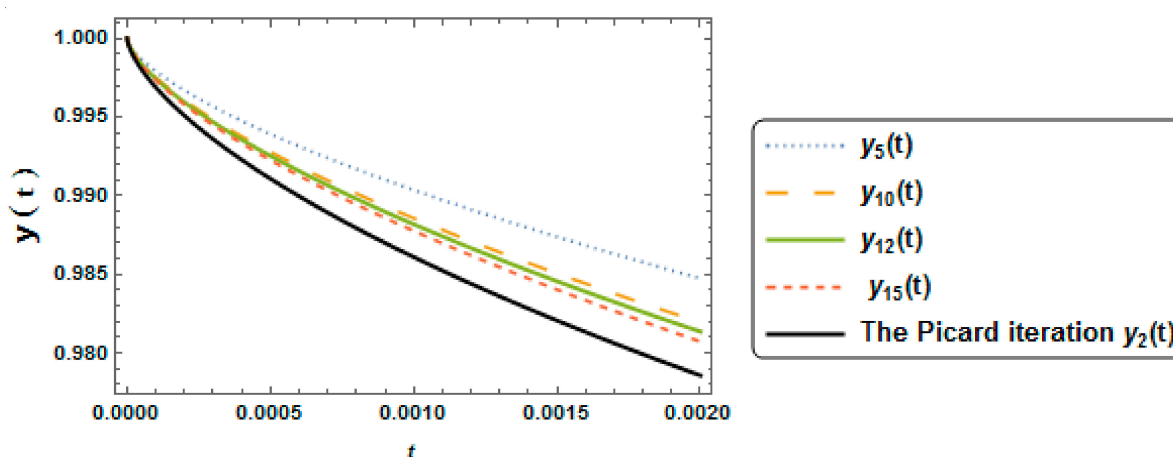 1.000
0.995
0.990
0.985
0.980
y(t)
0.0000
0.0005
0.0010
0.0015
0.0020
t
y₅(t)
y₁₀(t)
y₁₂(t)
y₁₅(t)
The Picard iteration y₂(t)